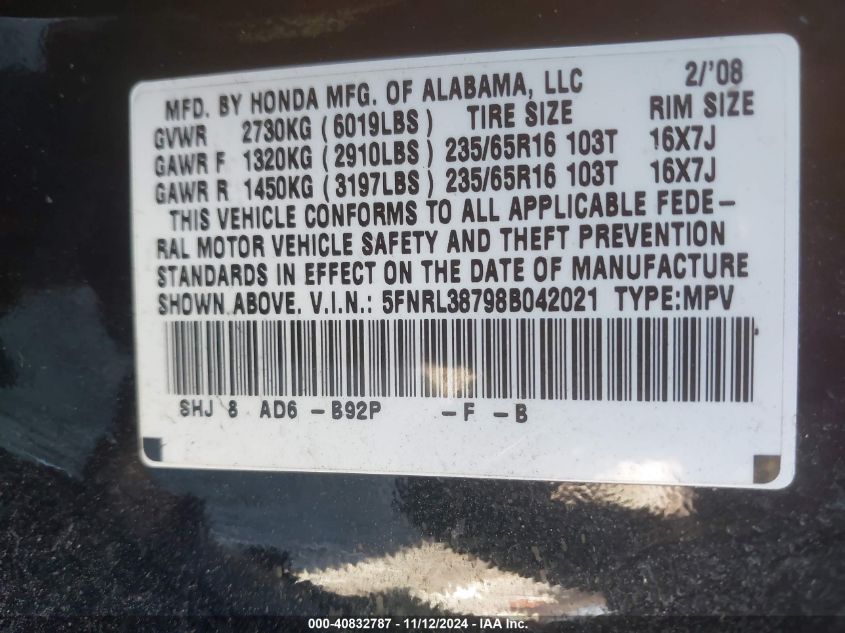 MFD. BY HONDA MFG. OF ALABAMA, LLC 2/'08
GVWR 2730KG (6019LBS) TIRE SIZE RIM SIZE
GAWR F 1320KG (2910LBS) 235/65R16 103T 16X7J
GAWR R 1450KG (3197LBS) 235/65R16 103T 16X7J
THIS VEHICLE CONFORMS TO ALL APPLICABLE FEDE-
RAL MOTOR VEHICLE SAFETY AND THEFT PREVENTION
STANDARDS IN EFFECT ON THE DATE OF MANUFACTURE
SHOWN ABOVE. V.I.N.: 5FNRL38798B042021 TYPE:MPV
SHJ 8 AD6 -B92P -F -B
000-40832787 - 11/12/2024 - IAAI Inc.